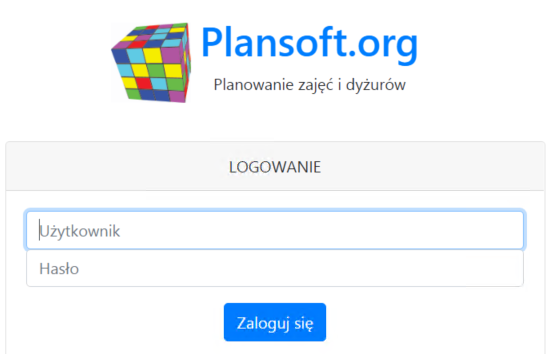 Plansoft.org
Planowanie zajęć i dyżurów
LOGOWANIE
Użytkownik
Hasło
Zaloguj się